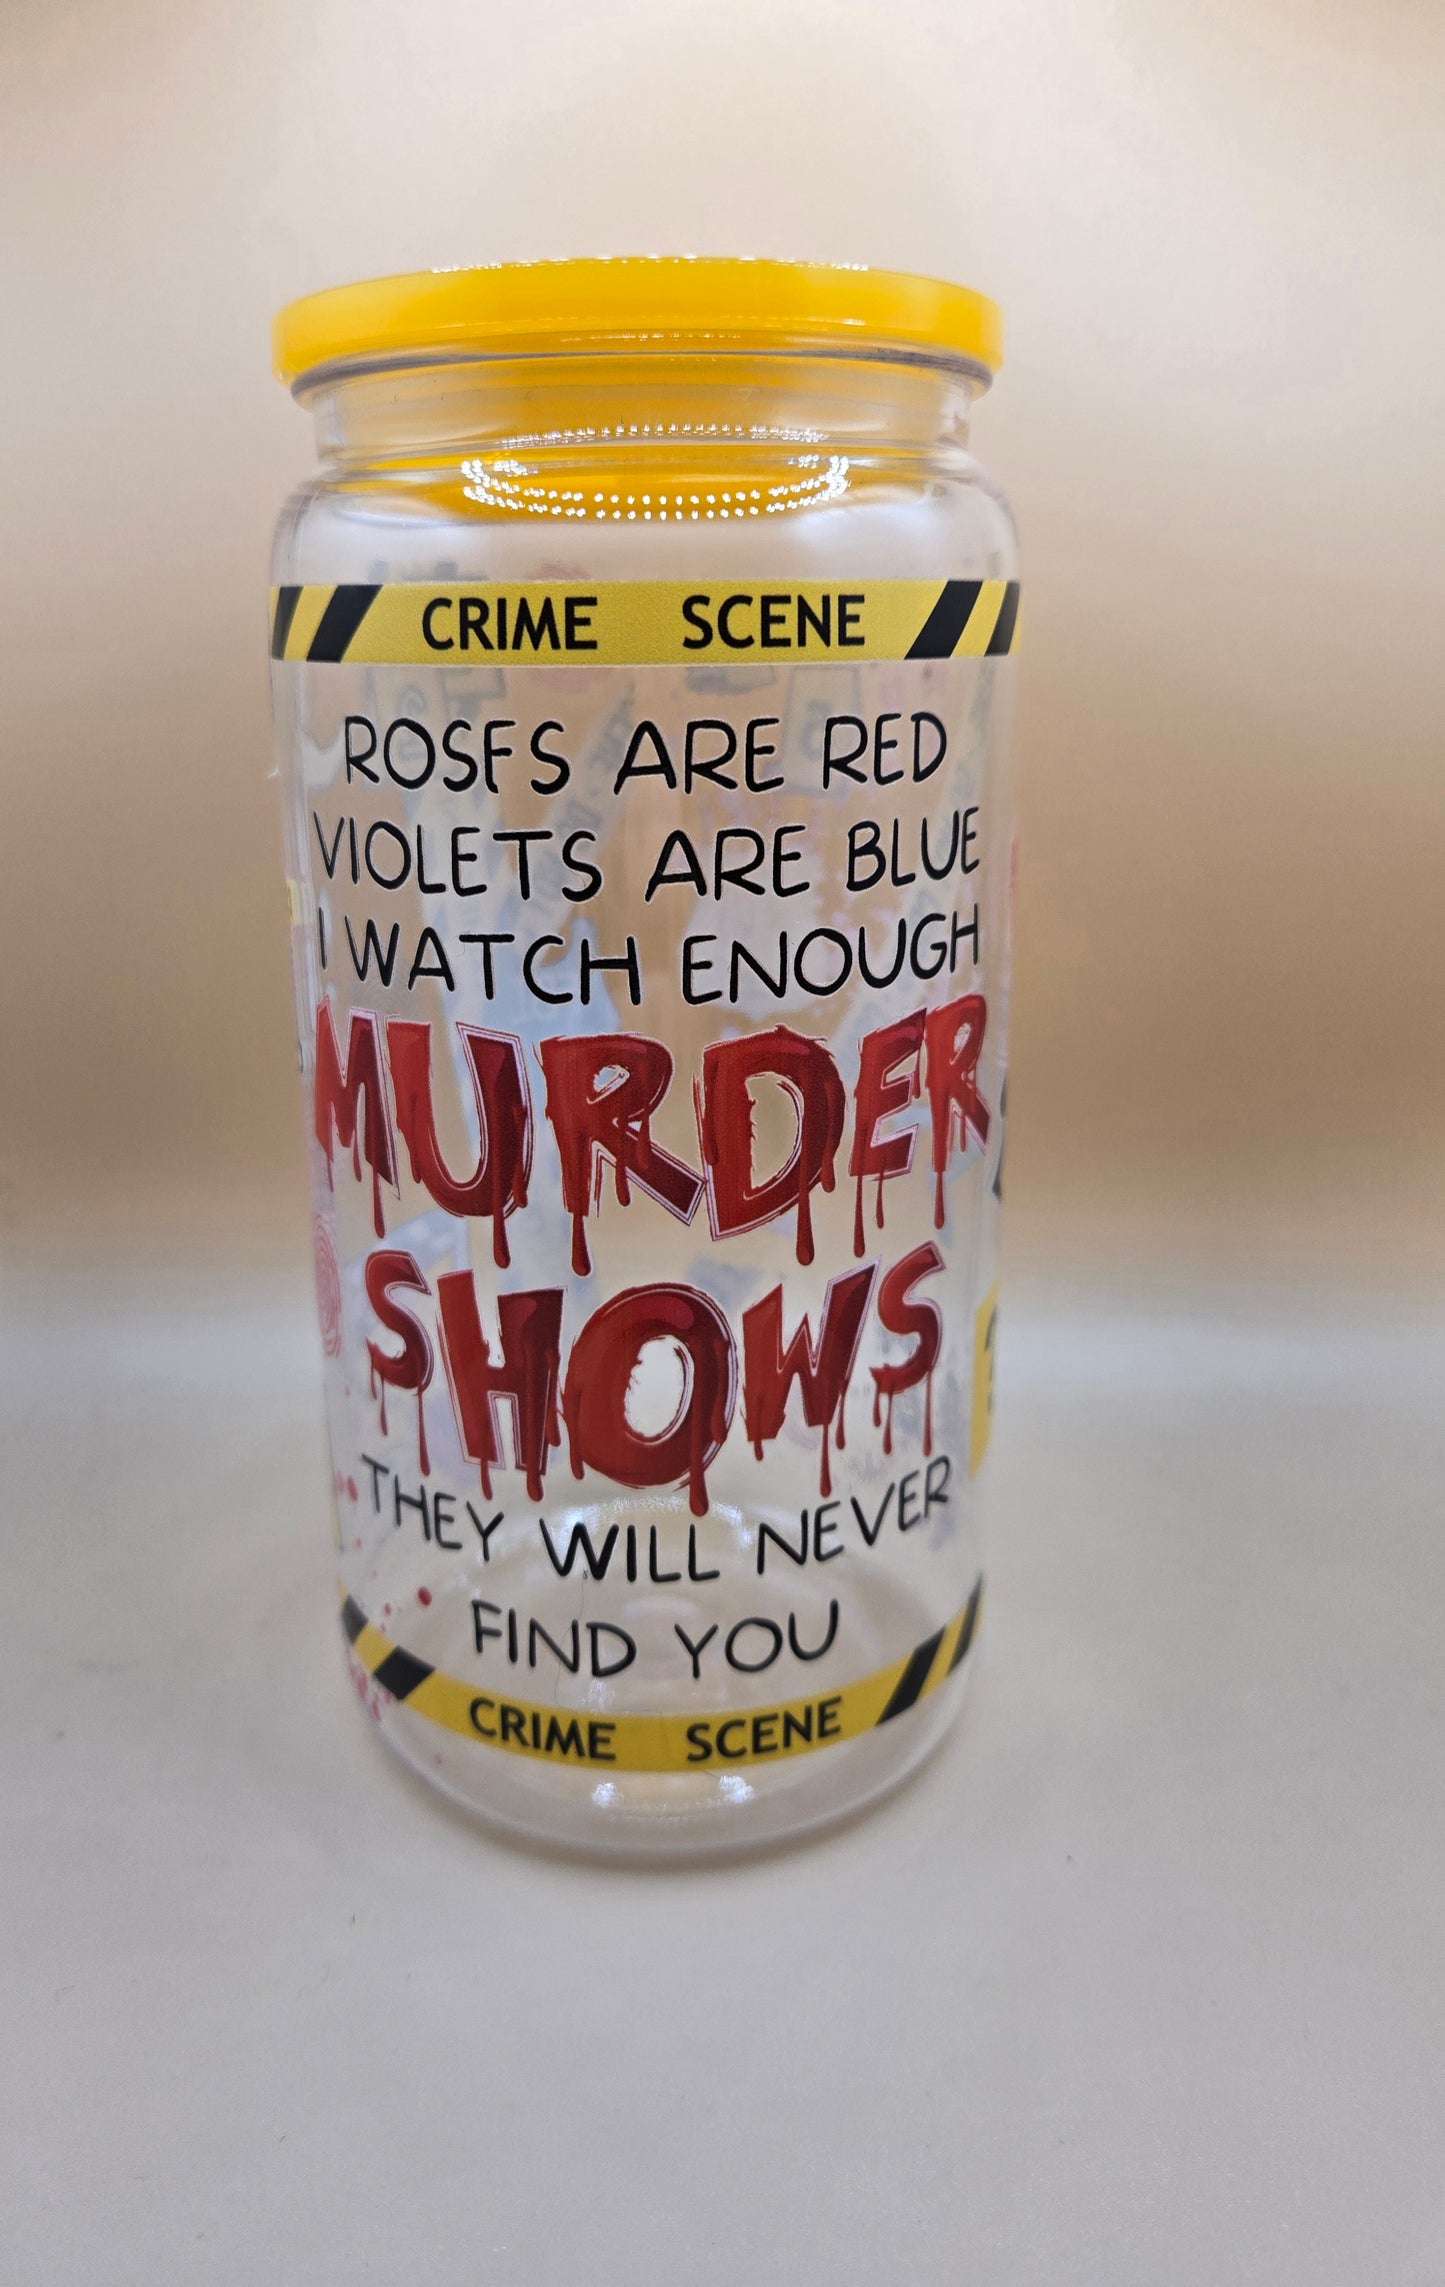 CRIME SCENE
ROSES ARE RED
VIOLETS ARE BLUE
I WATCH ENOUGH
MURDER
SHOWS
THEY WILL NEVER
FIND YOU
CRIME SCENE